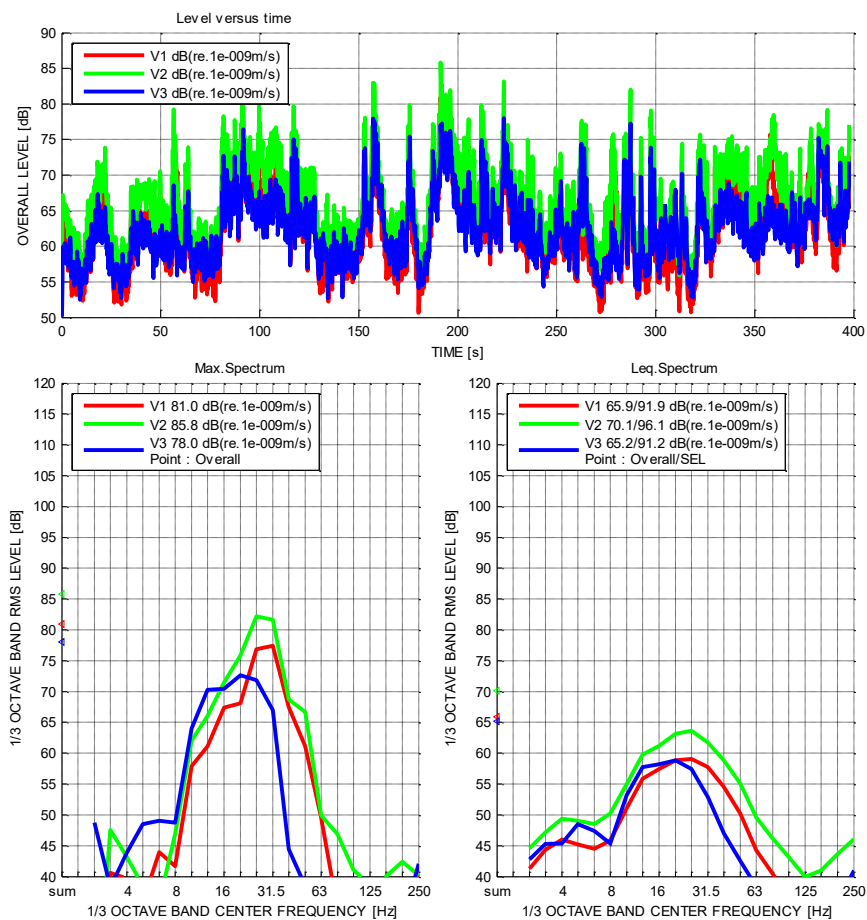 Level versus time
90
85
80
75
70
65
60
55
50
OVERALL LEVEL [dB]
V1 dB(re.1e-009m/s)
V2 dB(re.1e-009m/s)
V3 dB(re.1e-009m/s)
0 50 100 150 200 250 300 350 400
TIME [s]
Max.Spectrum
120
115
110
105
100
95
90
85
80
75
70
65
60
55
50
45
40
1/3 OCTAVE BAND RMS LEVEL [dB]
V1 81.0 dB(re.1e-009m/s)
V2 85.8 dB(re.1e-009m/s)
V3 78.0 dB(re.1e-009m/s)
Point : Overall
sum 4 8 16 31.5 63 125 250
1/3 OCTAVE BAND CENTER FREQUENCY [Hz]
Leq.Spectrum
120
115
110
105
100
95
90
85
80
75
70
65
60
55
50
45
40
1/3 OCTAVE BAND RMS LEVEL [dB]
V1 65.9/91.9 dB(re.1e-009m/s)
V2 70.1/96.1 dB(re.1e-009m/s)
V3 65.2/91.2 dB(re.1e-009m/s)
Point : Overall/SEL
sum 4 8 16 31.5 63 125 250
1/3 OCTAVE BAND CENTER FREQUENCY [Hz]